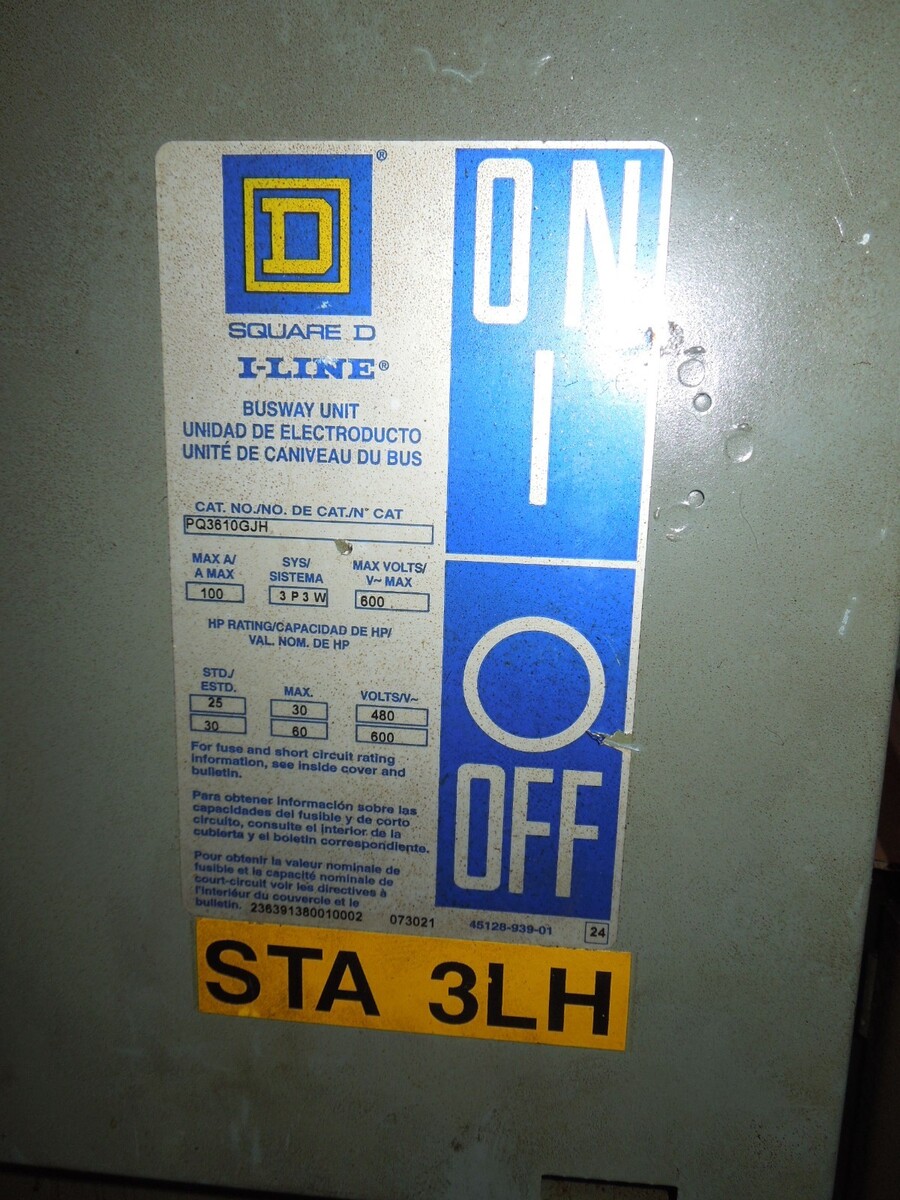 D ®
SQUARE D
I-LINE®
BUSWAY UNIT
UNIDAD DE ELECTRODUCTO
UNITÉ DE CANIVEAU DU BUS
CAT. NO./NO. DE CAT./N° CAT
PQ3610GJH
MAX A/
A MAX
100
SYS/
SISTEMA
3 P 3 W
MAX VOLTS/
V~ MAX
600
HP RATING/CAPACIDAD DE HP/
VAL. NOM. DE HP
STD./
ESTD. MAX. VOLTS/V~
25 30 480
30 60 600
For fuse and short circuit rating
information, see inside cover and
bulletin.
Para obtener información sobre las
capacidades del fusible y de corto
circuito, consulte el interior de la
cubierta y el boletín correspondiente.
Pour obtenir la valeur nominale de
fusible et la capacité nominale de
court-circuit voir les directives à
l'intérieur du couvercle et le
bulletin. 236391380010002 073021 45128-939-01 24
ON
I
O
OFF
STA 3LH